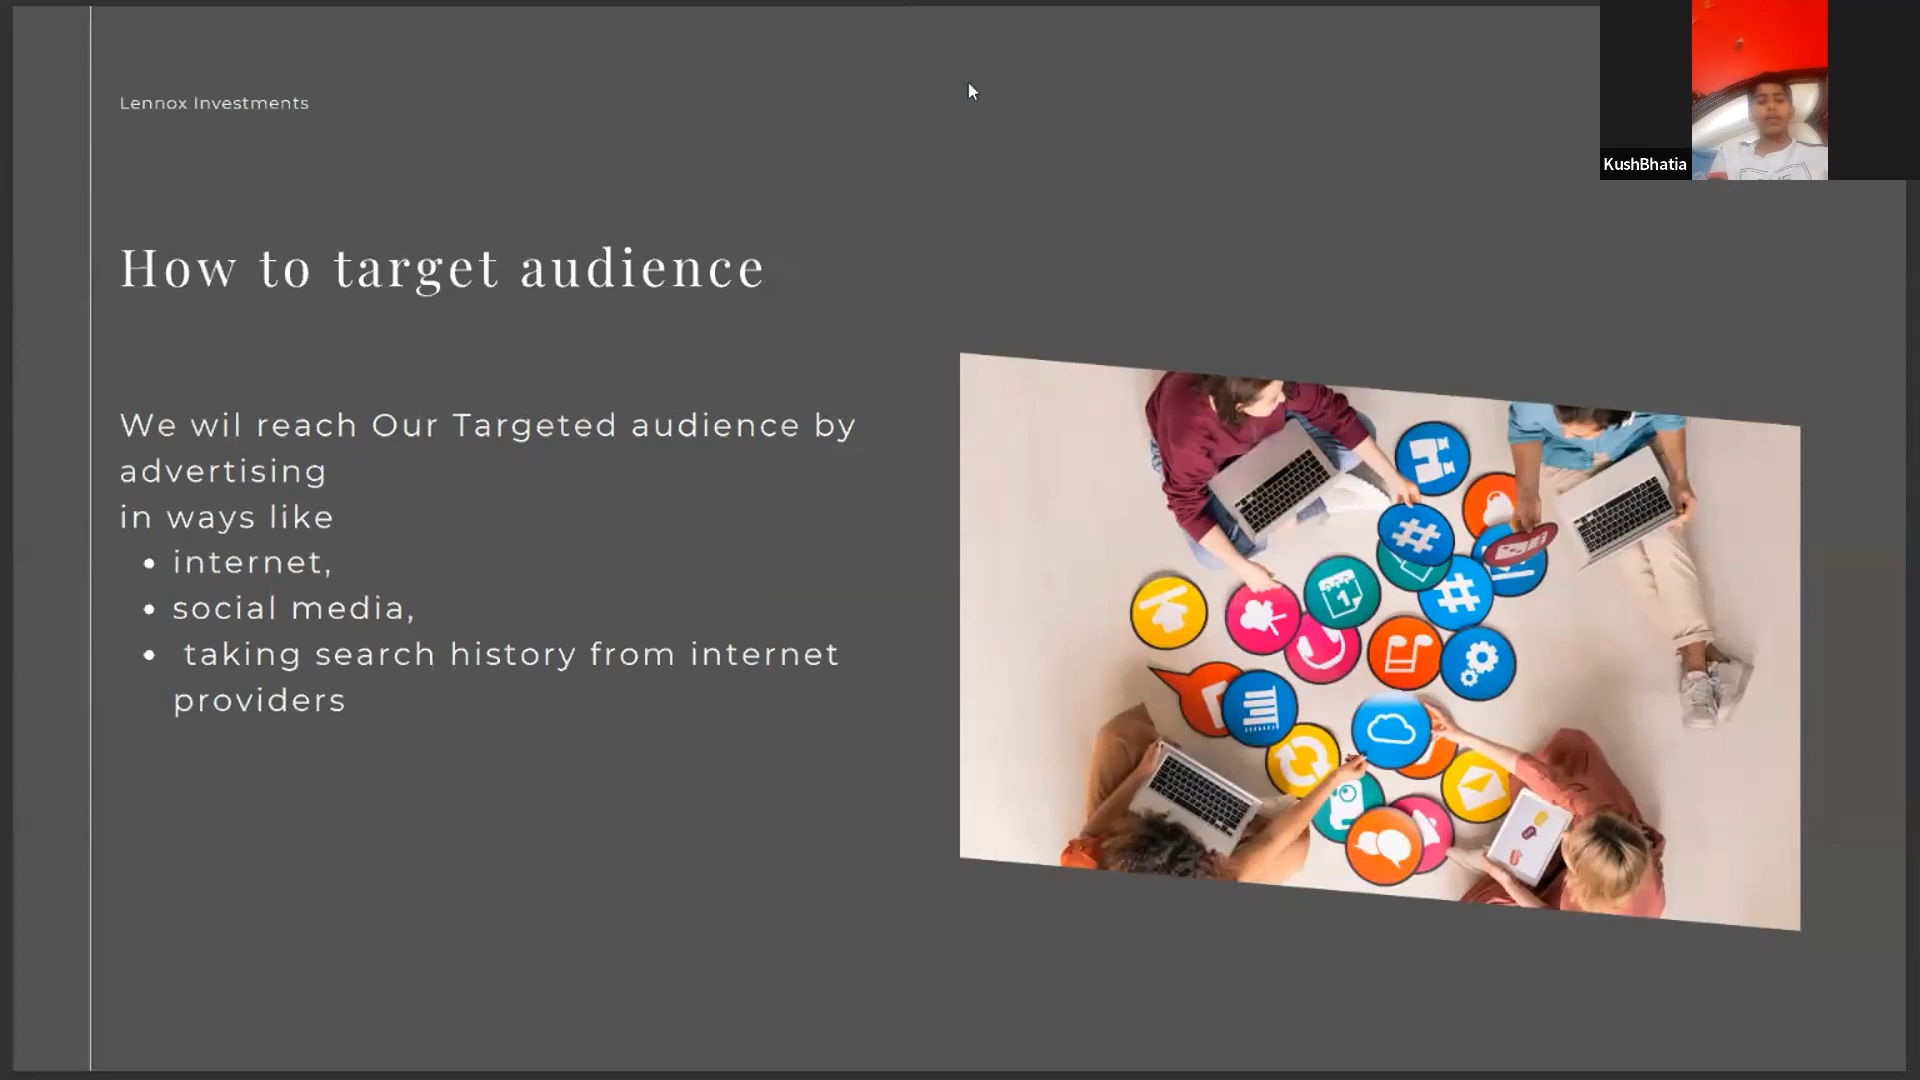 Lennox Investments
KushBhatia
How to target audience
We wil reach Our Targeted audience by
advertising
in ways like
• internet,
• social media,
• taking search history from internet
providers